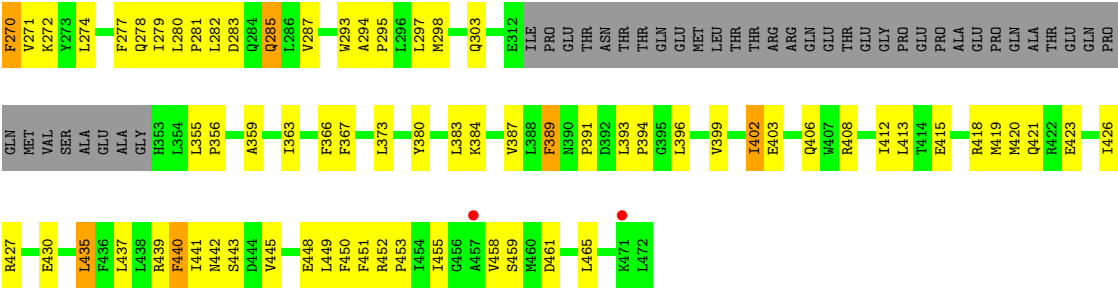 F270 V271 K272 Y273 L274 F277 Q278 I279 L280 P281 L282 D283 Q284 Q285 L286 V287 W293 A294 P295 L296 L297 M298 Q303 E312 ILE PRO GLU THR ASN THR THR GLN GLU MET LEU THR THR ARG ARG GLN GLU THR GLU GLY PRO GLU PRO ALA GLU PRO GLN ALA THR GLU GLN PRO
GLN MET VAL SER ALA GLU ALA GLY H353 L354 L355 P356 A359 I363 F366 F367 L373 Y380 L383 K384 V387 L388 F389 N390 P391 D392 L393 P394 G395 L396 V399 I402 E403 Q406 W407 R408 I412 L413 T414 E415 R418 M419 M420 Q421 R422 E423 I426
R427 E430 L435 F436 L437 L438 R439 F440 I441 N442 S443 D444 V445 E448 L449 F450 F451 R452 P453 I454 I455 G456 A457 V458 S459 M460 D461 L465 K471 L472